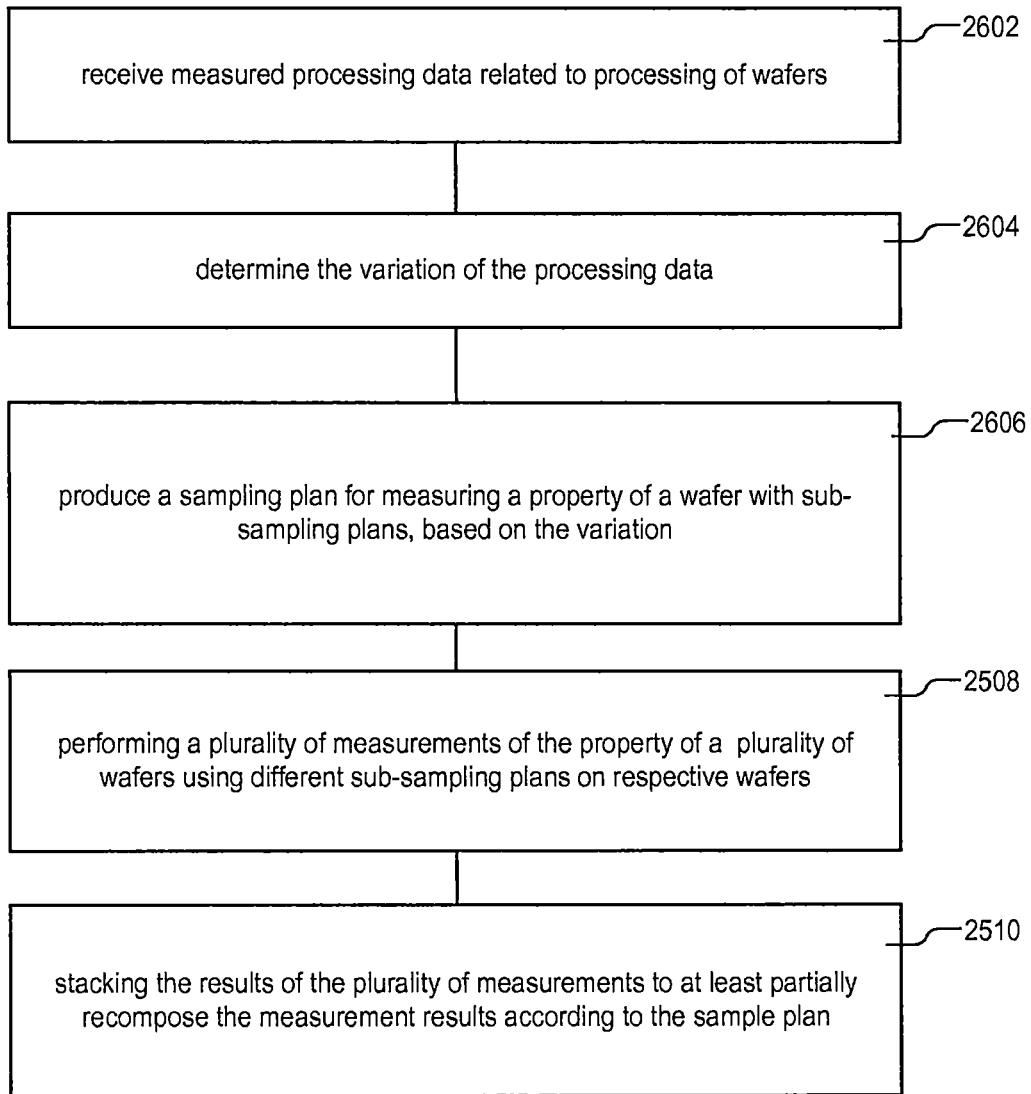 2602
receive measured processing data related to processing of wafers
2604
determine the variation of the processing data
2606
produce a sampling plan for measuring a property of a wafer with sub-
sampling plans, based on the variation
2508
performing a plurality of measurements of the property of a plurality of
wafers using different sub-sampling plans on respective wafers
2510
stacking the results of the plurality of measurements to at least partially
recompose the measurement results according to the sample plan